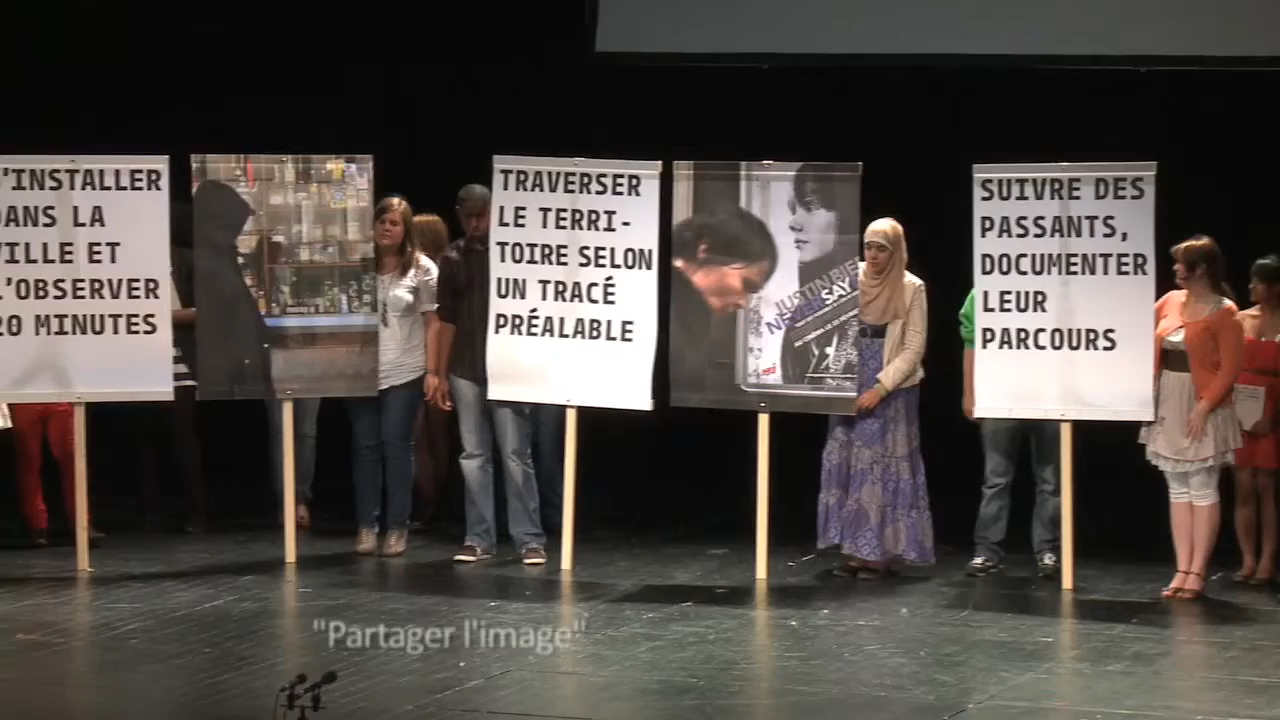 'INSTALLER
DANS LA
VILLE ET
L'OBSERVER
20 MINUTES
TRAVERSER
LE TERRI-
TOIRE SELON
UN TRACÉ
PRÉALABLE
JUSTIN BIE
NEVER SAY
SUIVRE DES
PASSANTS,
DOCUMENTER
LEUR
PARCOURS
"Partager l'image"